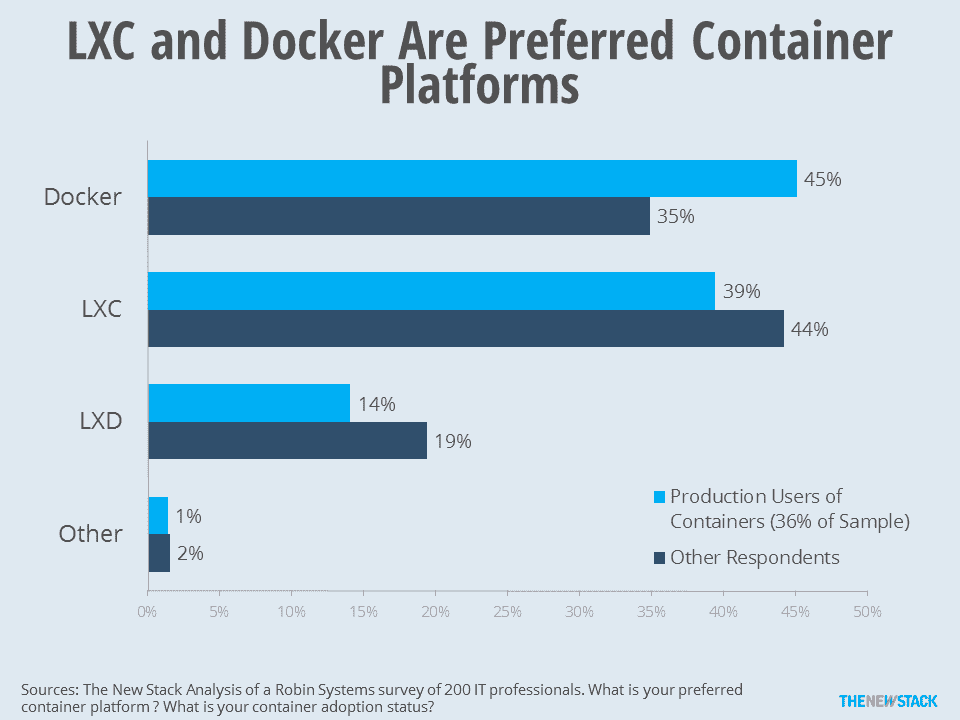 LXC and Docker Are Preferred Container
Platforms
Docker
45%
35%
LXC
39%
44%
LXD
14%
19%
Other
1%
2%
Production Users of
Containers (36% of Sample)
Other Respondents
0% 5% 10% 15% 20% 25% 30% 35% 40% 45% 50%
Sources: The New Stack Analysis of a Robin Systems survey of 200 IT professionals. What is your preferred
container platform ? What is your container adoption status?
THENEWSTACK